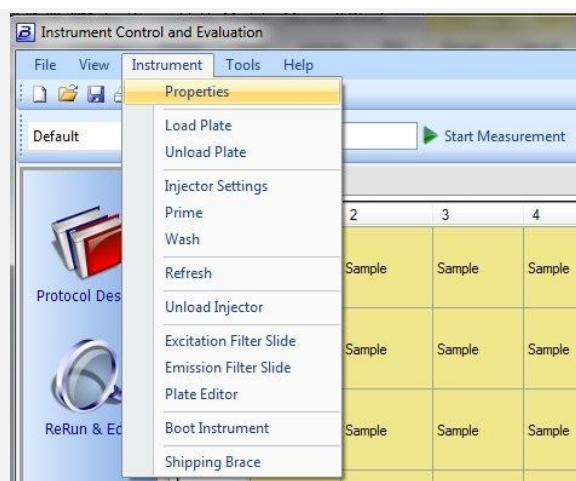 Instrument Control and Evaluation
File View Instrument Tools Help
Properties
Default
Start Measurement
Load Plate
Unload Plate
Injector Settings
Prime
Wash
Refresh
Unload Injector
Excitation Filter Slide
Emission Filter Slide
Plate Editor
Boot Instrument
Shipping Brace
Protocol Des
ReRun & Ed
2 3 4
Sample Sample Sample
Sample Sample Sample
Sample Sample Sample